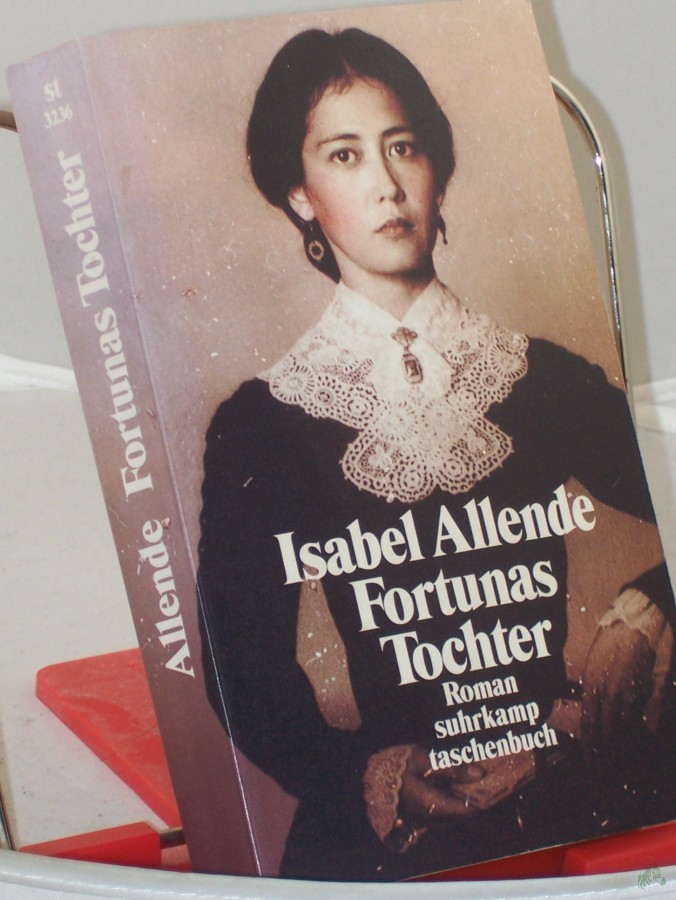 st
3236
Allende Fortunas Tochter
Isabel Allende
Fortunas
Tochter
Roman
suhrkamp
taschenbuch